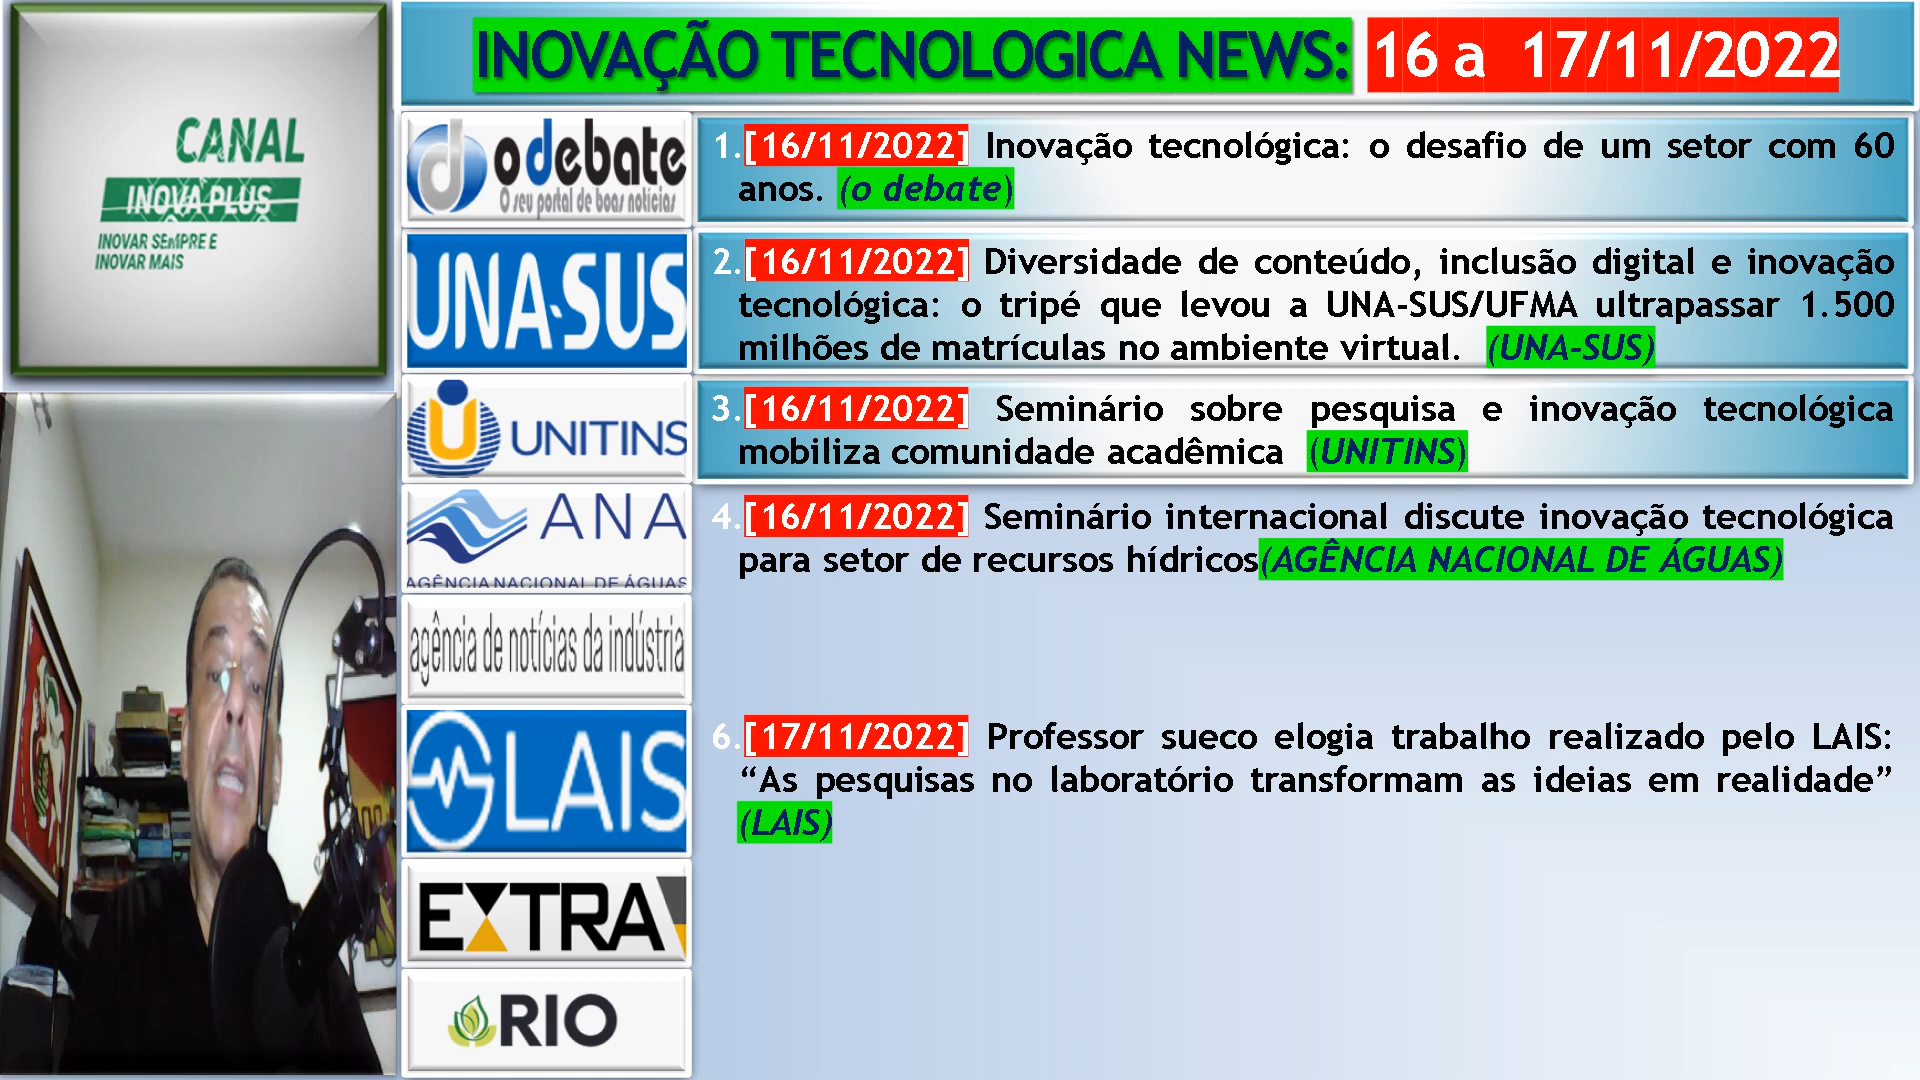 INOVAÇÃO TECNOLOGICA NEWS: 16 a 17/11/2022
CANAL
INOVA PLUS
INOVAR SEMPRE E
INOVAR MAIS
o debate
O seu portal de boas notícias
1.[16/11/2022] Inovação tecnológica: o desafio de um setor com 60
anos. (o debate)
UNA-SUS
2.[16/11/2022] Diversidade de conteúdo, inclusão digital e inovação
tecnológica: o tripé que levou a UNA-SUS/UFMA ultrapassar 1.500
milhões de matrículas no ambiente virtual. (UNA-SUS)
UNITINS
3.[16/11/2022] Seminário sobre pesquisa e inovação tecnológica
mobiliza comunidade acadêmica (UNITINS)
ANA
AGÊNCIA NACIONAL DE ÁGUAS
4.[16/11/2022] Seminário internacional discute inovação tecnológica
para setor de recursos hídricos(AGÊNCIA NACIONAL DE ÁGUAS)
agência de notícias da indústria
LAIS
6.[17/11/2022] Professor sueco elogia trabalho realizado pelo LAIS:
“As pesquisas no laboratório transformam as ideias em realidade”
(LAIS)
EXTRA
RIO